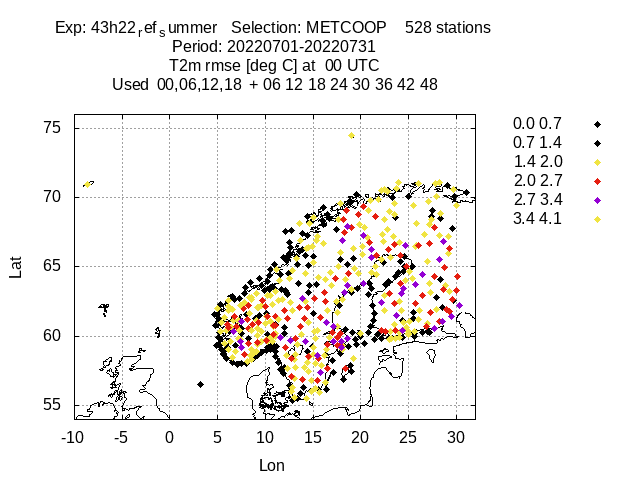 Exp: 43h22refsummer Selection: METCOOP 528 stations
Period: 20220701-20220731
T2m rmse [deg C] at 00 UTC
Used 00,06,12,18 + 06 12 18 24 30 36 42 48
0.0 0.7
0.7 1.4
1.4 2.0
2.0 2.7
2.7 3.4
3.4 4.1
75
70
65
60
55
Lat
-10 -5 0 5 10 15 20 25 30
Lon